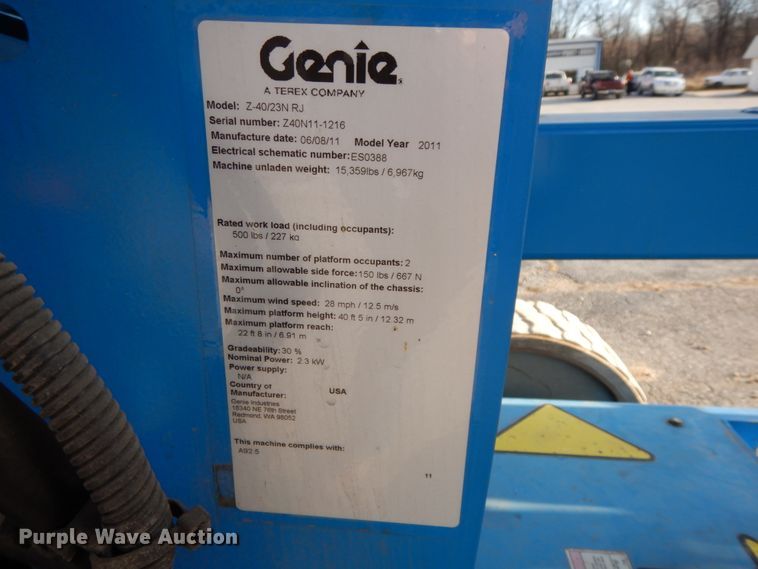 Genie
A TEREX COMPANY
Model: Z-40/23N RJ
Serial number: Z40N11-1216
Manufacture date: 06/08/11 Model Year 2011
Electrical schematic number:ES0388
Machine unladen weight: 15,359lbs / 6,967kg
Rated work load (including occupants):
500 lbs / 227 kg
Maximum number of platform occupants: 2
Maximum allowable side force:150 lbs / 667 N
Maximum allowable inclination of the chassis:
0°
Maximum wind speed: 28 mph / 12.5 m/s
Maximum platform height: 40 ft 5 in / 12.32 m
Maximum platform reach:
22 ft 8 in / 6.91 m
Gradeability: 30 %
Nominal Power: 2.3 kW
Power supply:
N/A
Country of
Manufacturer: USA
Genie Industries
18340 NE 76th Street
Redmond, WA 98052
USA
This machine complies with:
A92.5
11
Purple Wave Auction